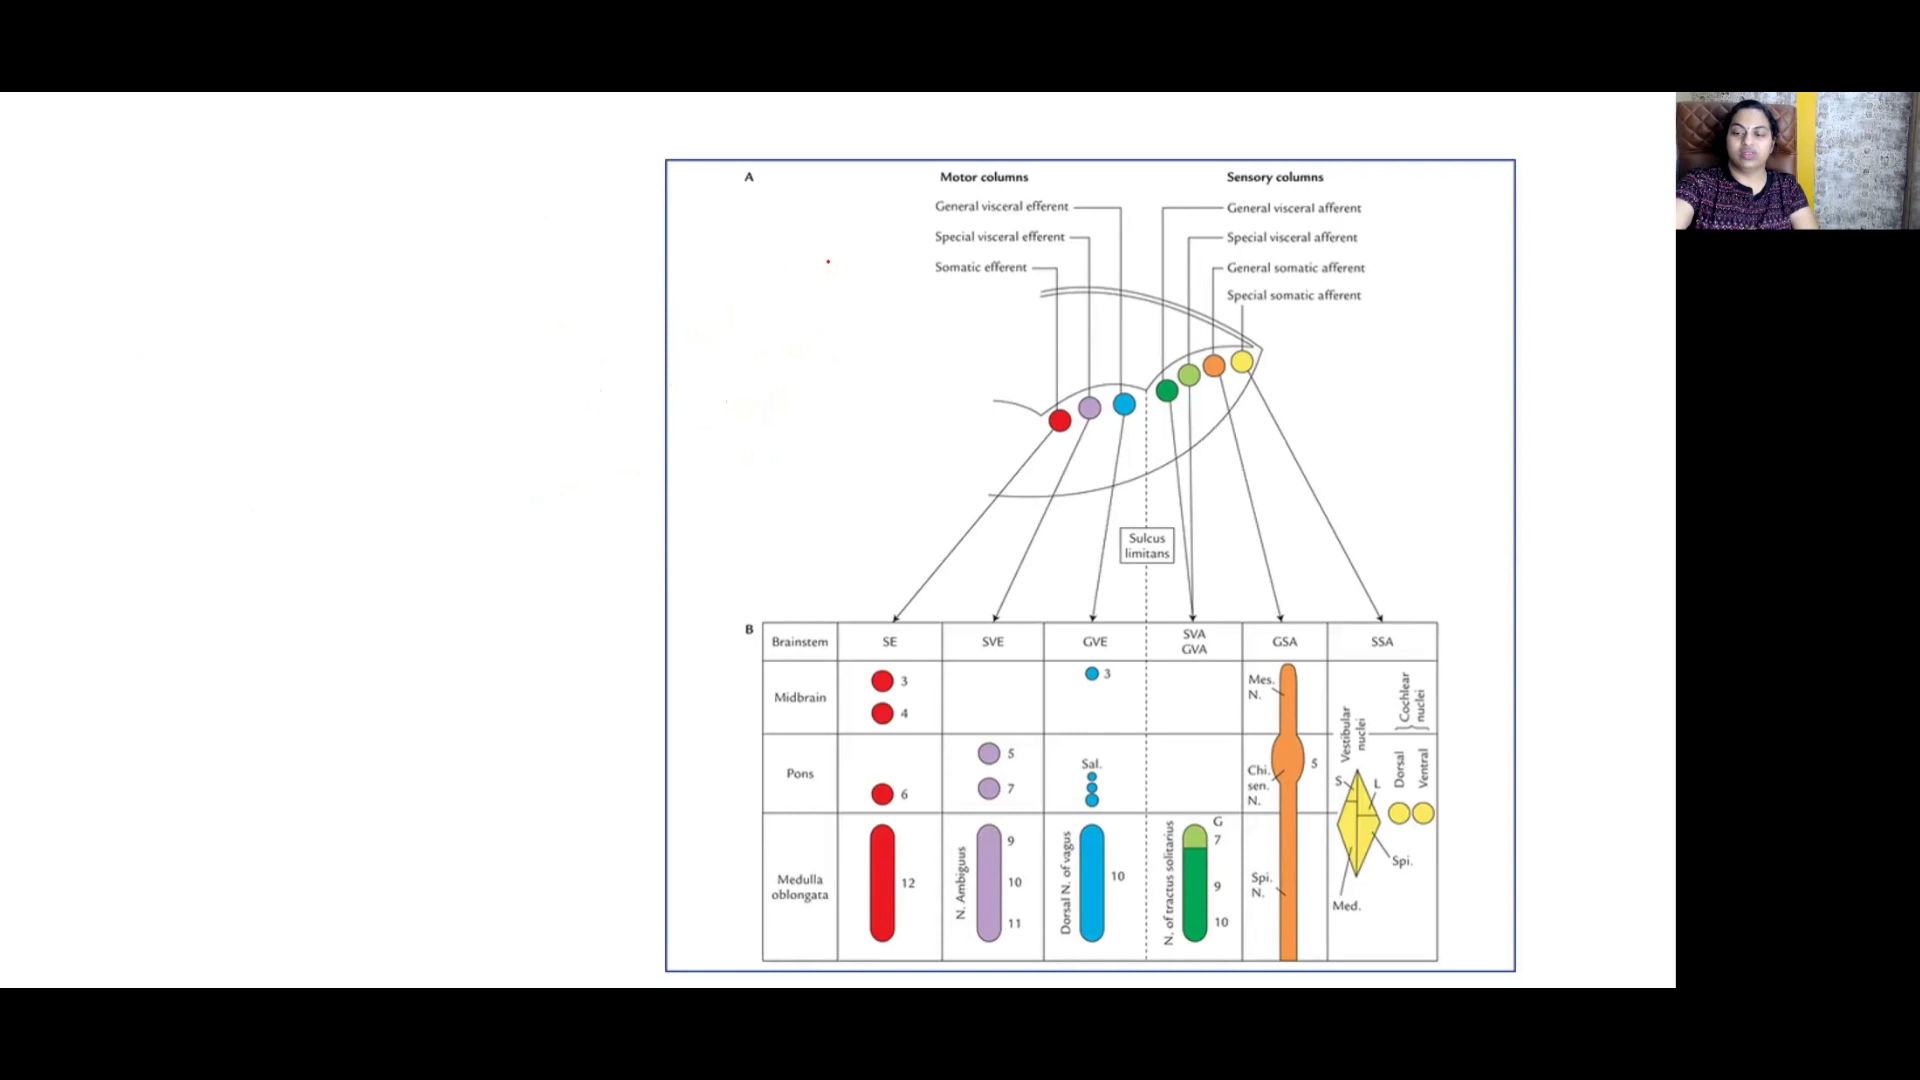 A
Motor columns
Sensory columns
General visceral efferent
General visceral afferent
Special visceral efferent
Special visceral afferent
Somatic efferent
General somatic afferent
Special somatic afferent
Sulcus
limitans
B
Brainstem
SE
SVE
GVE
SVA
GVA
GSA
SSA
Midbrain
3
4
3
Mes.
N.
Vestibular
nuclei
Cochlear
nuclei
Pons
6
5
7
Sal.
Chi.
sen.
N.
5
S
L
Dorsal
Ventral
Medulla
oblongata
12
N. Ambiguus
9
10
11
Dorsal N. of vagus
10
N. of tractus solitarius
G
7
9
10
Spi.
N.
Spi.
Med.